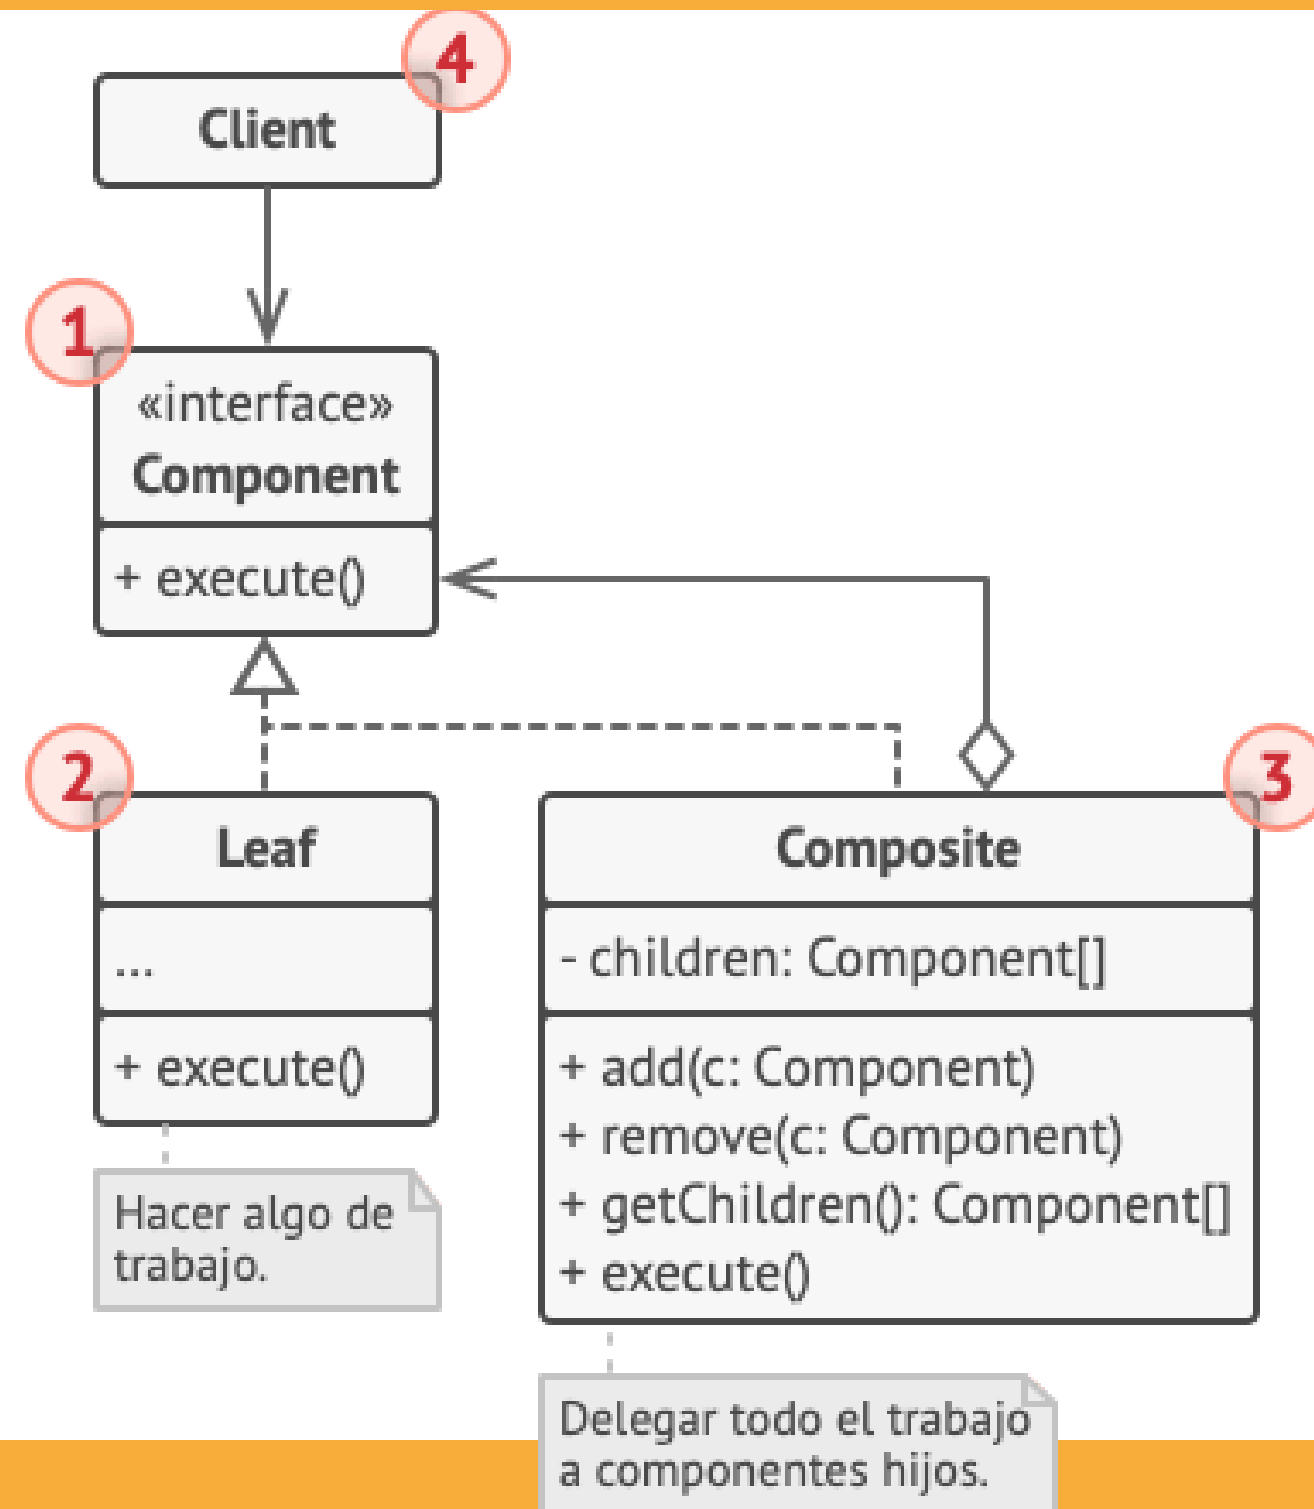 4
Client
1
«interface»
Component
+ execute()
2
Leaf
...
+ execute()
Hacer algo de
trabajo.
3
Composite
- children: Component[]
+ add(c: Component)
+ remove(c: Component)
+ getChildren(): Component[]
+ execute()
Delegar todo el trabajo
a componentes hijos.